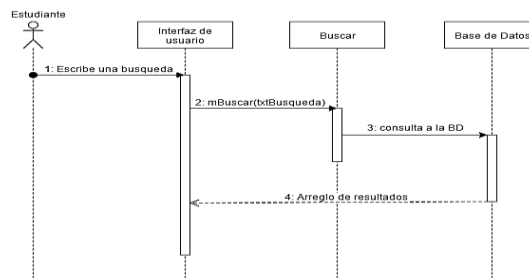 Estudiante
Interfaz de
usuario
Buscar
Base de Datos
1: Escribe una busqueda
2: mBuscar(txtBusqueda)
3: consulta a la BD
4: Arreglo de resultados